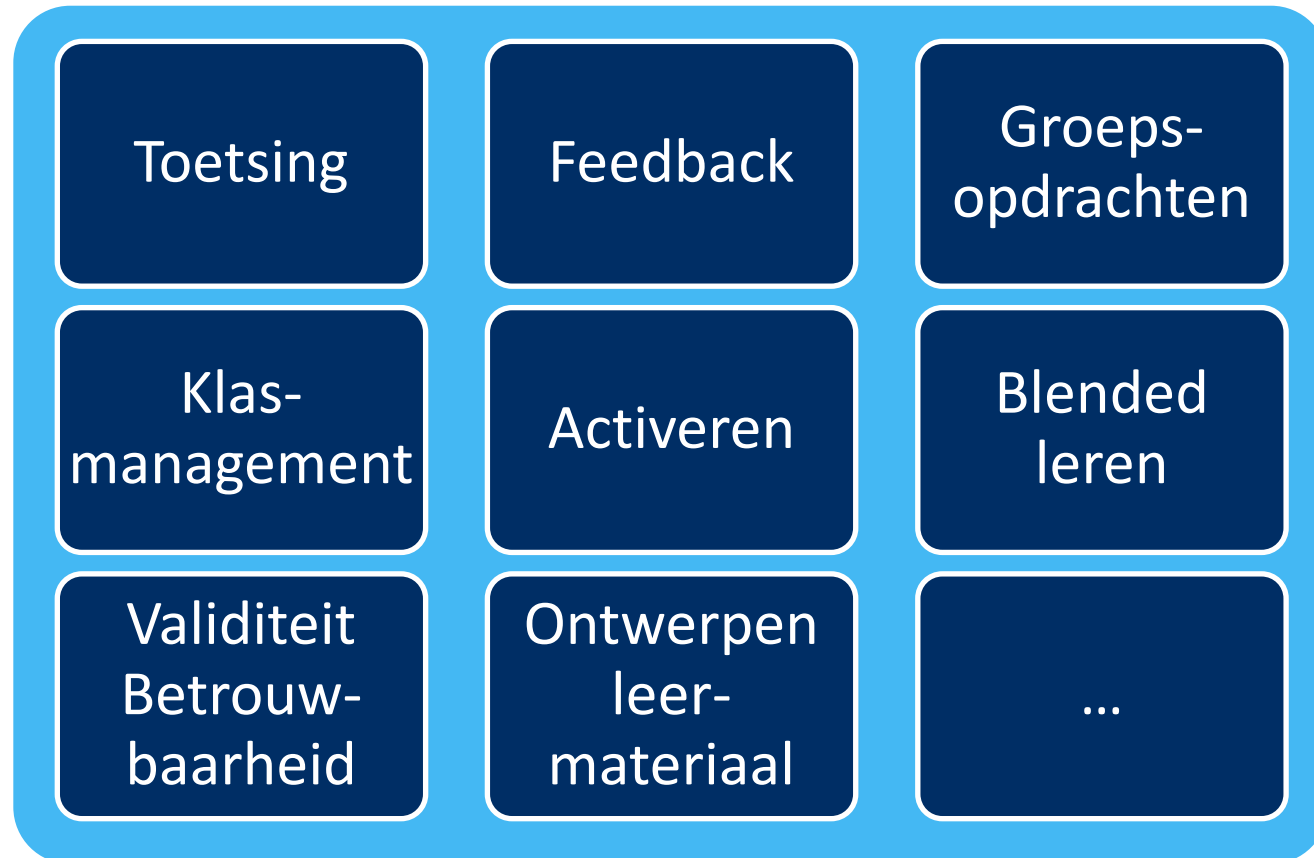 Toetsing
Feedback
Groeps-
opdrachten
Klas-
management
Activeren
Blended
leren
Validiteit
Betrouw-
baarheid
Ontwerpen
leer-
materiaal
...